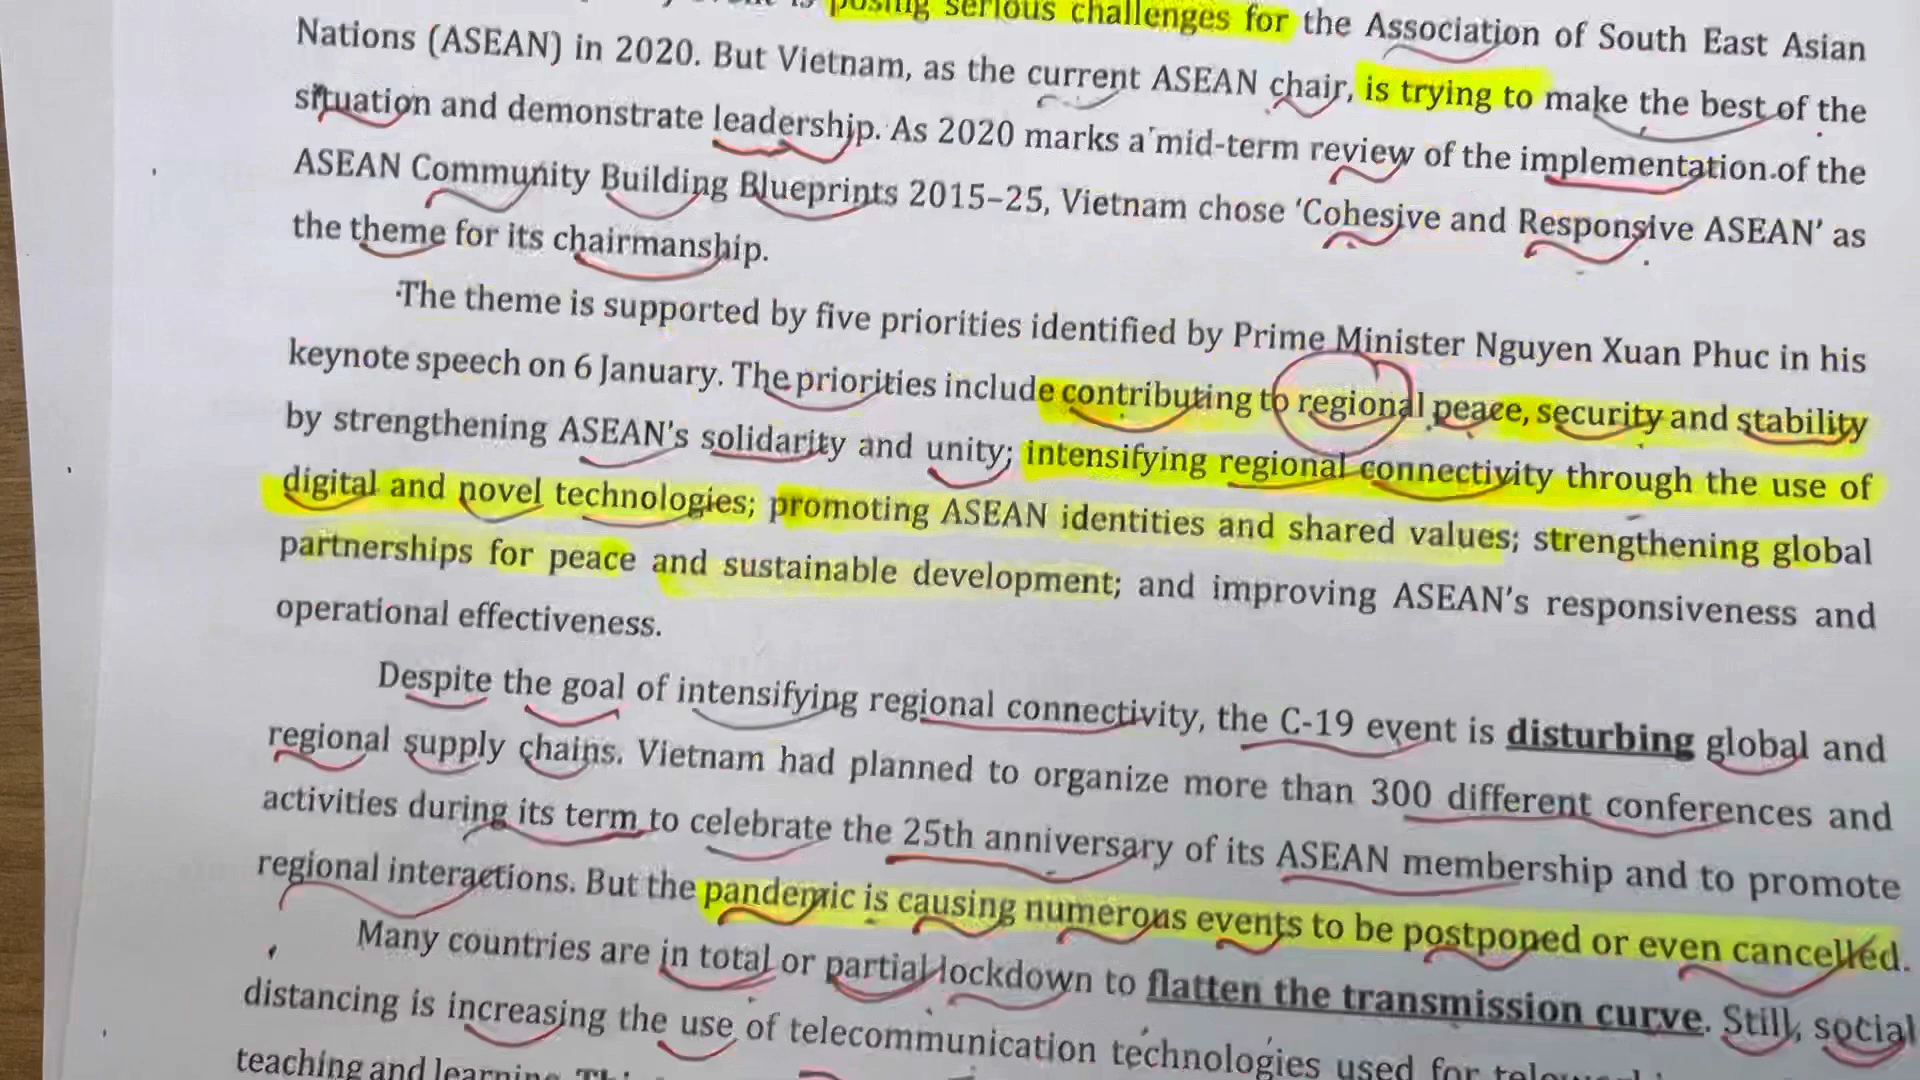 posing serious challenges for the Association of South East Asian
Nations (ASEAN) in 2020. But Vietnam, as the current ASEAN chair, is trying to make the best of the
situation and demonstrate leadership. As 2020 marks a mid-term review of the implementation of the
ASEAN Community Building Blueprints 2015–25, Vietnam chose ‘Cohesive and Responsive ASEAN’ as
the theme for its chairmanship.
The theme is supported by five priorities identified by Prime Minister Nguyen Xuan Phuc in his
keynote speech on 6 January. The priorities include contributing to regional peace, security and stability
by strengthening ASEAN’s solidarity and unity; intensifying regional connectivity through the use of
digital and novel technologies; promoting ASEAN identities and shared values; strengthening global
partnerships for peace and sustainable development; and improving ASEAN’s responsiveness and
operational effectiveness.
Despite the goal of intensifying regional connectivity, the C-19 event is disturbing global and
regional supply chains. Vietnam had planned to organize more than 300 different conferences and
activities during its term to celebrate the 25th anniversary of its ASEAN membership and to promote
regional interactions. But the pandemic is causing numerous events to be postponed or even cancelled.
Many countries are in total or partial lockdown to flatten the transmission curve. Still, social
distancing is increasing the use of telecommunication technologies used for
teaching and learning.